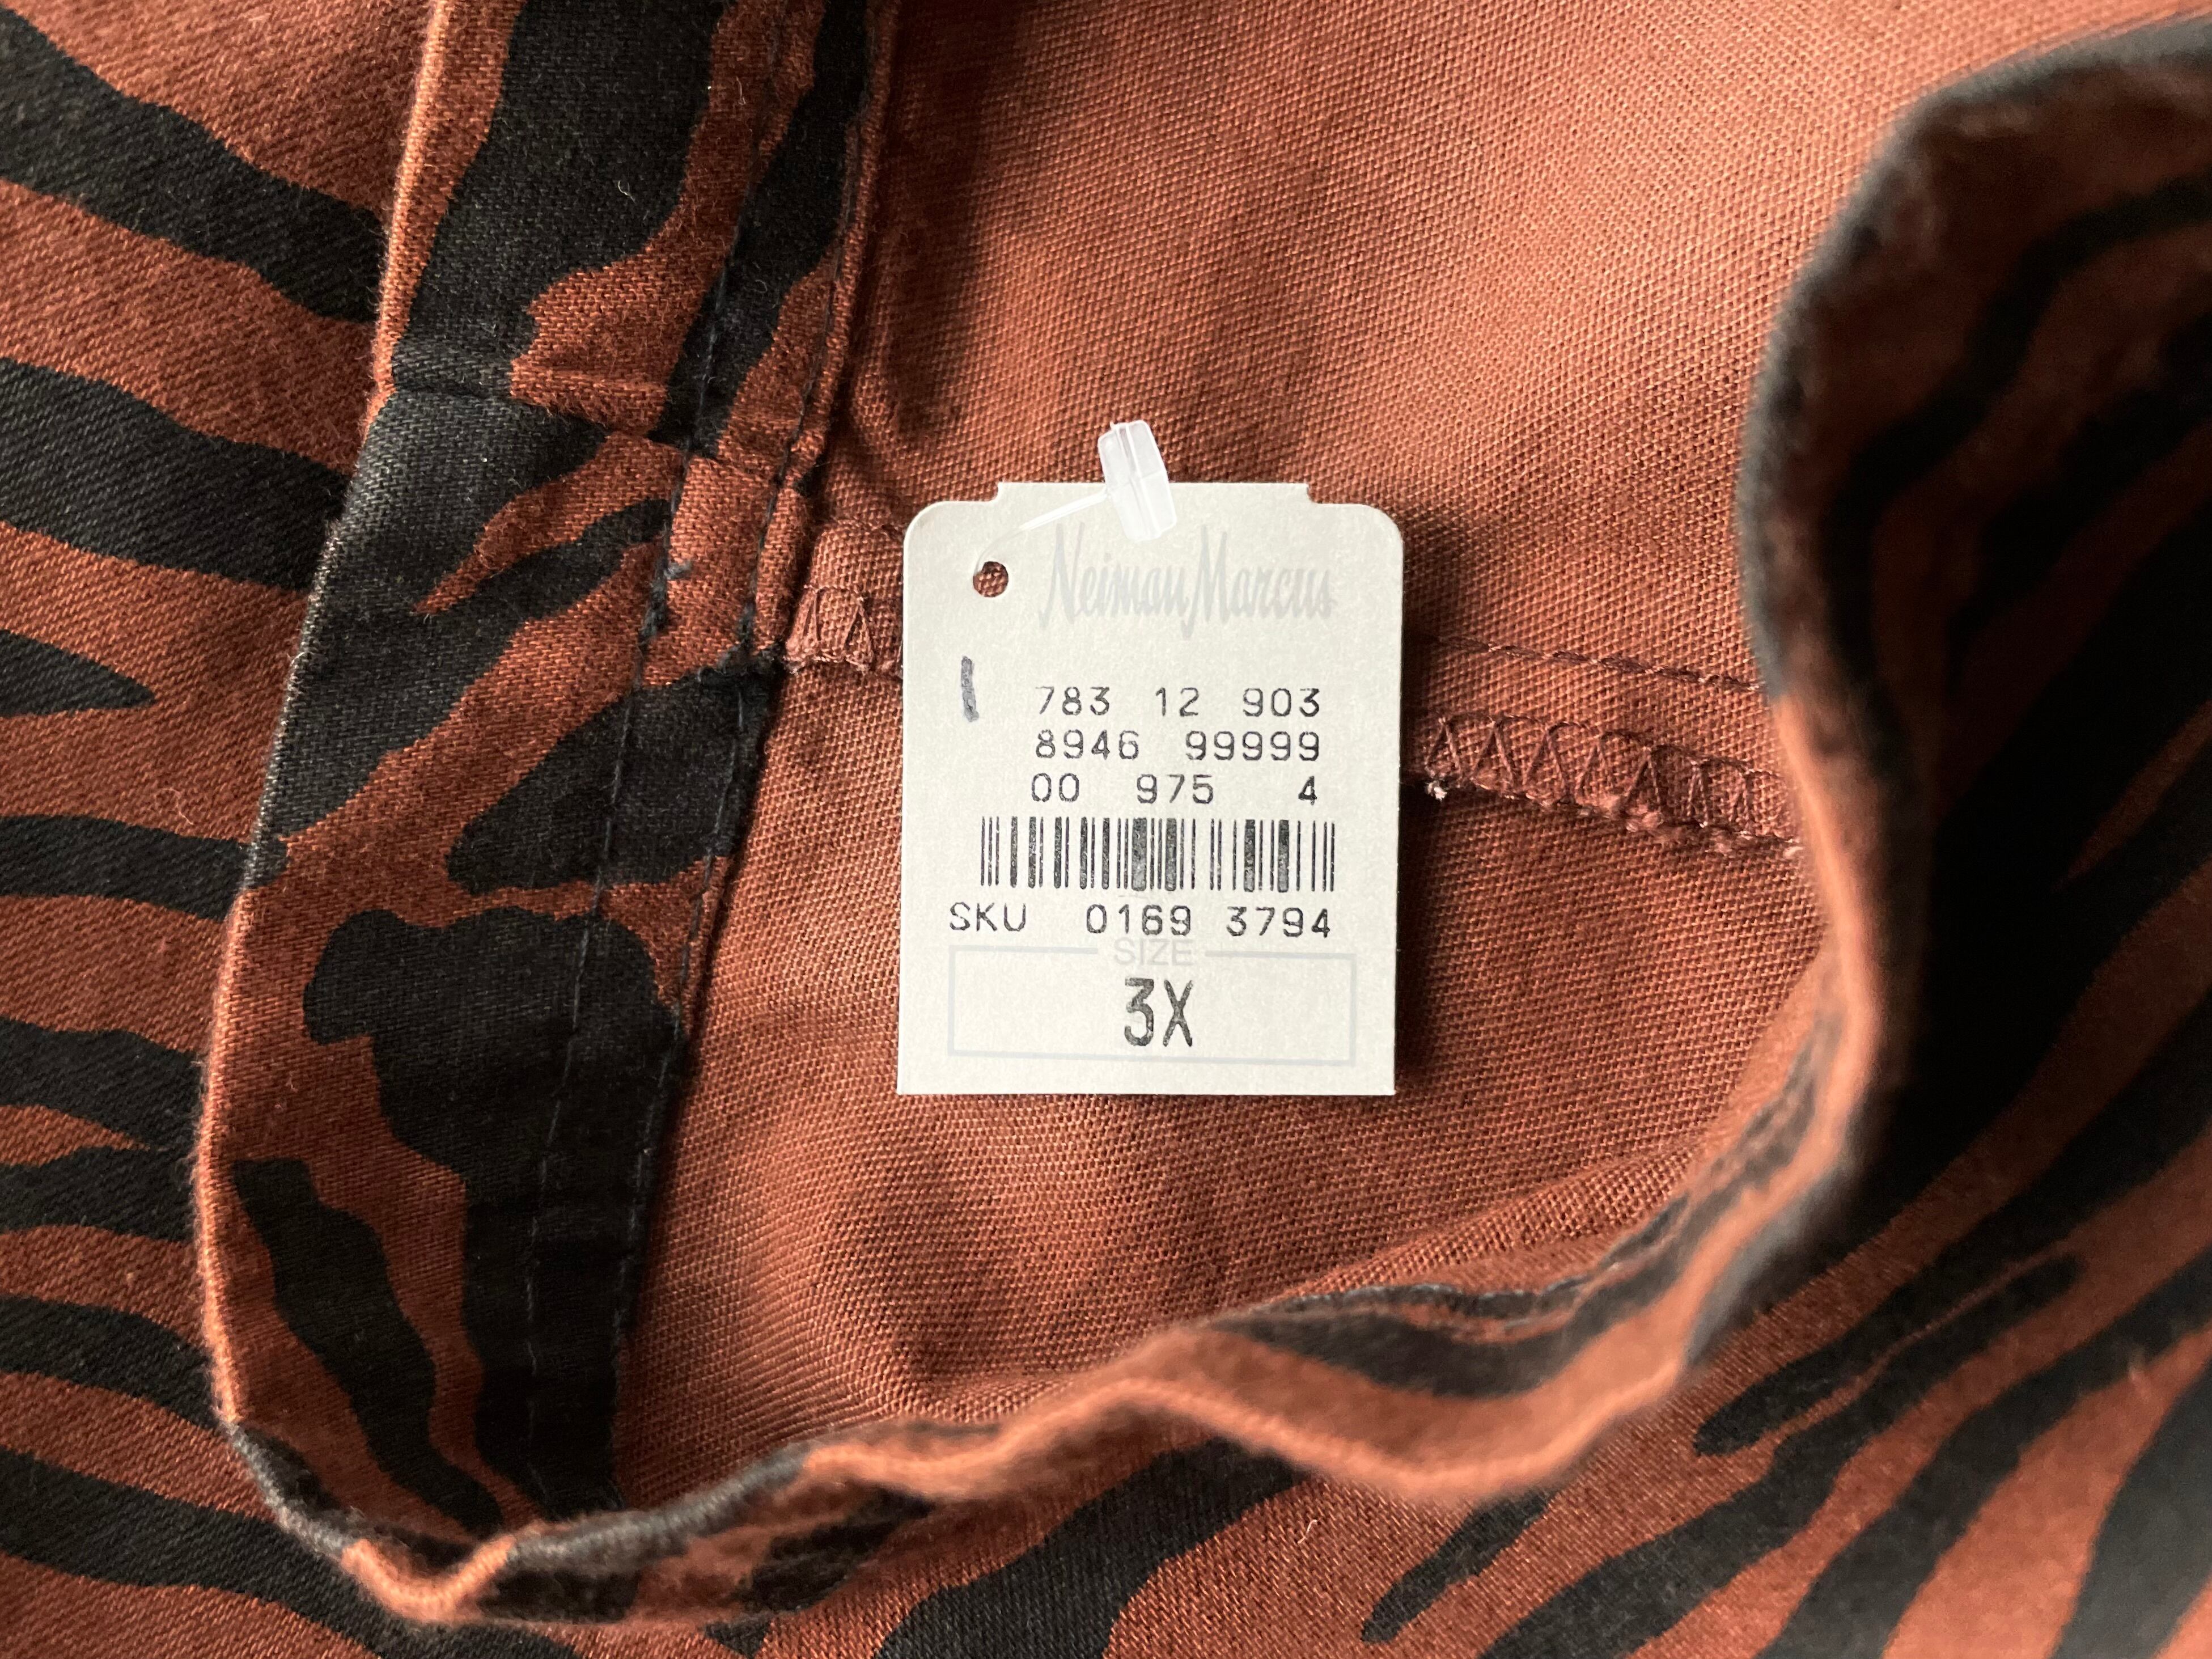 Neiman Marcus
783 12 903
8946 99999
00 975 4
SKU 0169 3794
SIZE
3X